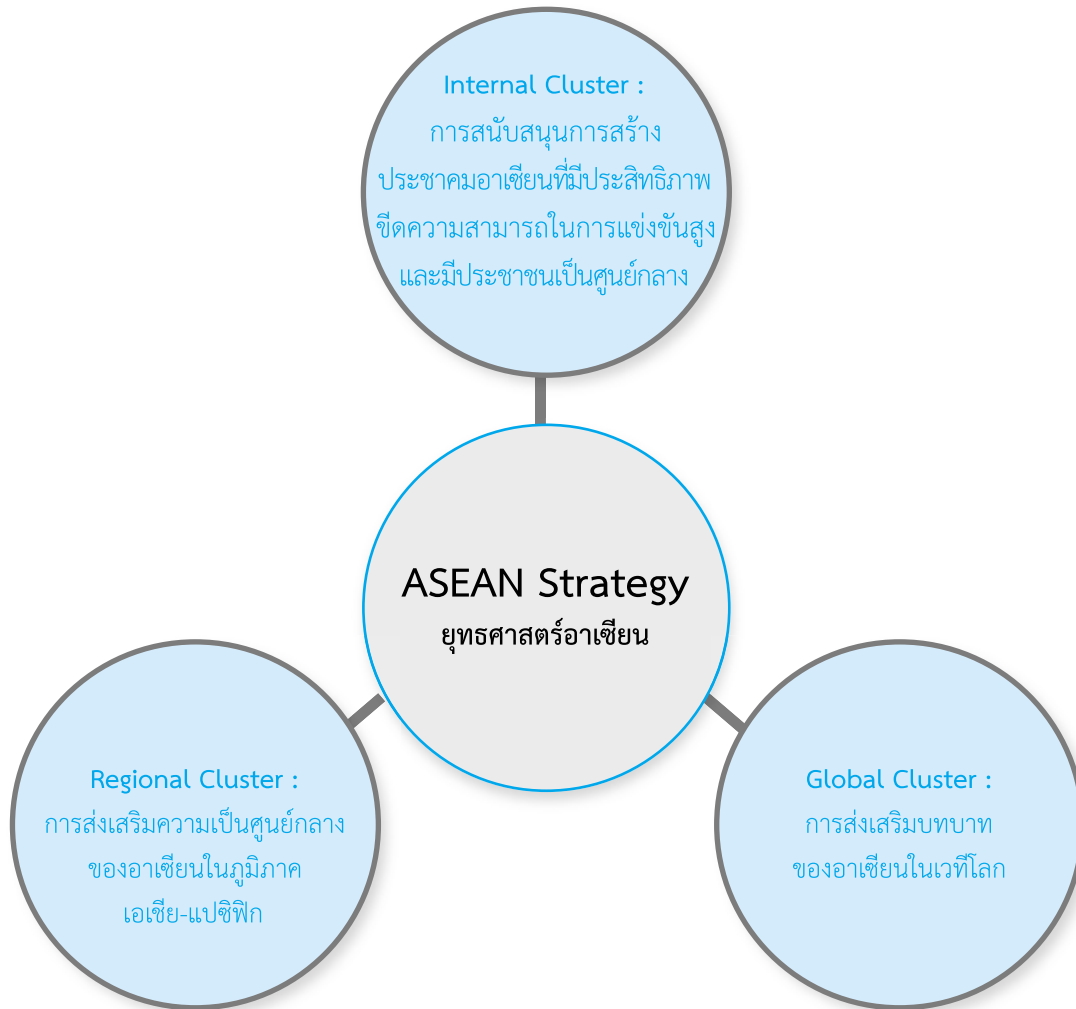 Internal Cluster :
การสนับสนุนการสร้าง
ประชาคมอาเซียนที่มีประสิทธิภาพ
ขีดความสามารถในการแข่งขันสูง
และมีประชาชนเป็นศูนย์กลาง
ASEAN Strategy
ยุทธศาสตร์อาเซียน
Regional Cluster :
การส่งเสริมความเป็นศูนย์กลาง
ของอาเซียนในภูมิภาค
เอเชีย-แปซิฟิก
Global Cluster :
การส่งเสริมบทบาท
ของอาเซียนในเวทีโลก